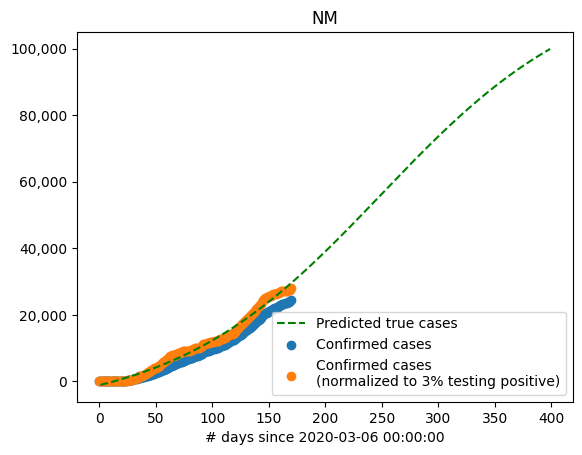 NM
100,000
80,000
60,000
40,000
20,000
0
Predicted true cases
Confirmed cases
Confirmed cases
(normalized to 3% testing positive)
0 50 100 150 200 250 300 350 400
# days since 2020-03-06 00:00:00